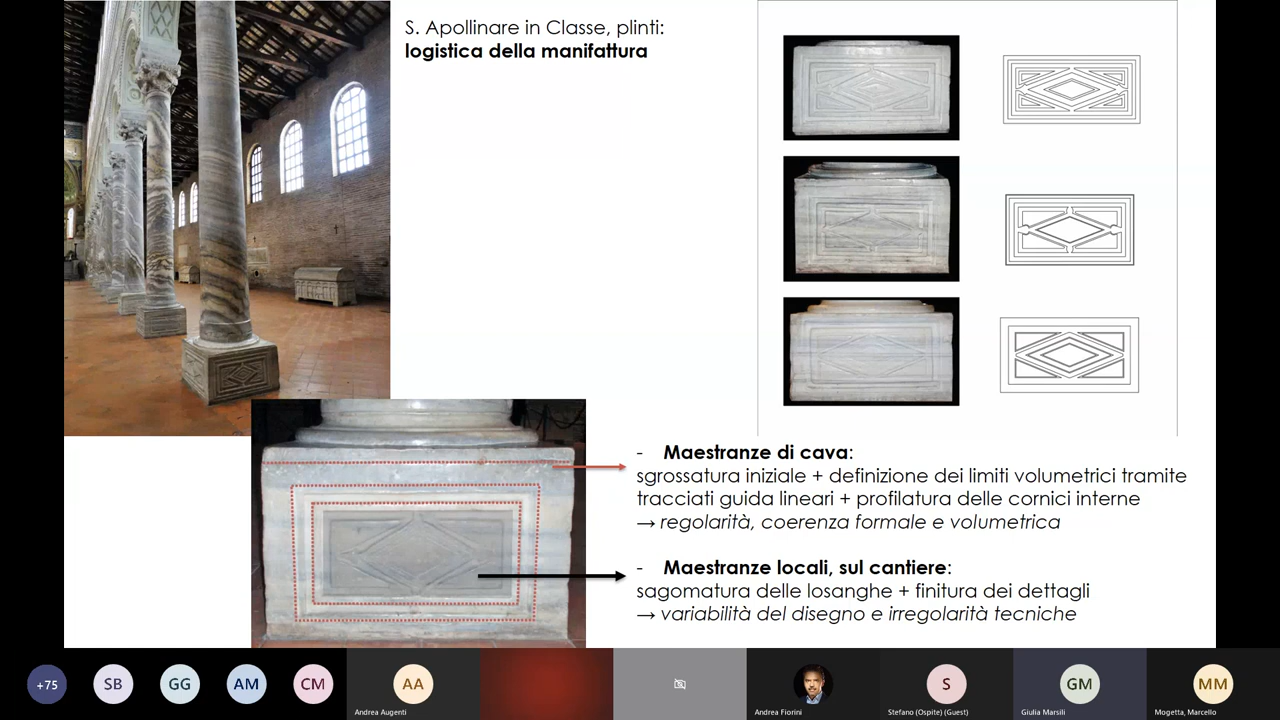 S. Apollinare in Classe, plinti:
logistica della manifattura
- Maestranze di cava:
sgrossatura iniziale + definizione dei limiti volumetrici tramite
tracciati guida lineari + profilatura delle cornici interne
→ regolarità, coerenza formale e volumetrica
- Maestranze locali, sul cantiere:
sagomatura delle losanghe + finitura dei dettagli
→ variabilità del disegno e irregolarità tecniche
+75
SB
GG
AM
CM
AA
Andrea Augenti
Andrea Fiorini
S
Stefano (Ospite) (Guest)
GM
Giulia Marsili
MM
Mogetta, Marcello